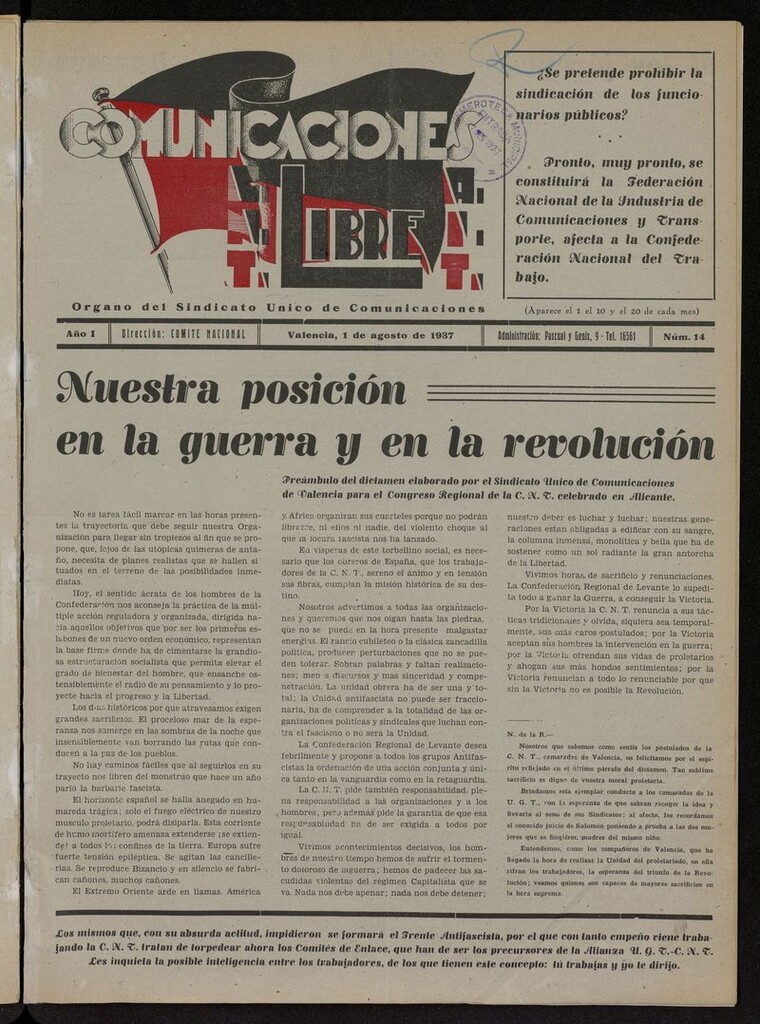 COMUNICACIONES
LIBRES
C. N. T.
A. I. T.
HEMEROTECA MUNICIPAL
ENTRADA
¿Se pretende prohibir la
sindicación de los funcio-
narios públicos?
Pronto, muy pronto, se
constituirá la Federación
Nacional de la Industria de
Comunicaciones y Trans-
porte, afecta a la Confede-
ración Nacional del Tra-
bajo.
Organo del Sindicato Unico de Comunicaciones
(Aparece el 1 el 10 y el 20 de cada mes)
Año I
Dirección: COMITE NACIONAL
Valencia, 1 de agosto de 1937
Administración: Pascual y Genís, 9 - Tel. 16561
Núm. 14
Nuestra posición
en la guerra y en la revolución
Preámbulo del dictamen elaborado por el Sindicato Unico de Comunicaciones
de Valencia para el Congreso Regional de la C. N. T. celebrado en Alicante.
No es tarea fácil marcar en las horas presen-
tes la trayectoria que debe seguir nuestra Orga-
nización para llegar sin tropiezos al fin que se pro-
pone, que, lejos de las utópicas quimeras de anta-
ño, necesita de planes realistas que se hallen si-
tuados en el terreno de las posibilidades inme-
diatas.
Hoy, el sentido ácrata de los hombres de la
Confederación nos aconseja la práctica de la múl-
tiple acción reguladora y organizada, dirigida ha-
cia aquellos objetivos que por ser los primeros es-
labones de un nuevo orden económico, representan
la base firme donde ha de cimentarse la grandio-
sa estructuración socialista que permita elevar el
grado de bienestar del hombre, que ensanche os-
tensiblemente el radio de su pensamiento y lo pro-
yecte hacia el progreso y la Libertad.
Los días históricos por que atravesamos exigen
grandes sacrificios. El proceloso mar de la espe-
ranza nos sumerge en las sombras de la noche que
insensiblemente van borrando las rutas que con-
ducen a la paz de los pueblos.
No hay caminos fáciles que al seguirlos en su
trayecto nos libren del monstruo que hace un año
parió la barbarie fascista.
El horizonte español se halla anegado en hu-
mareda trágica; solo el fuego eléctrico de nuestro
musculo proletario, podrá disiparla. Esta corriente
de humo mortífero amenaza extenderse ¡se extien-
de! a todos los confines de la tierra. Europa sufre
fuerte tensión epiléptica. Se agitan las cancille-
rías. Se reproduce Bizancio y en silencio se fabri-
can cañones, muchos cañones.
El Extremo Oriente arde en llamas. América
y Africa organizan sus cuarteles porque no podrán
librarse, ni ellos ni nadie, del violento choque al
que la locura fascista nos ha lanzado.
En vísperas de este torbellino social, es nece-
sario que los obreros de España, que los trabaja-
dores de la C. N. T., sereno el ánimo y en tensión
sus fibras, cumplan la misión histórica de su des-
tino.
Nosotros advertimos a todas las organizacio-
nes y queremos que nos oigan hasta las piedras,
que no se puede en la hora presente malgastar
energías. El rancio cubileteo o la clásica zancadilla
política, producen perturbaciones que no se pue-
den tolerar. Sobran palabras y faltan realizacio-
nes; menos discursos y mas sinceridad y compe-
netración. La unidad obrera ha de ser una y to-
tal; la Unidad antifascista no puede ser fraccio-
naria, ha de comprender a la totalidad de las or-
ganizaciones políticas y sindicales que luchan con-
tra el fascismo o no será la Unidad.
La Confederación Regional de Levante desea
febrilmente y propone a todos los grupos Antifas-
cistas la ordenación de una acción conjunta y úni-
ca tanto en la vanguardia como en la retaguardia.
La C. N. T. pide también responsabilidad, ple-
na responsabilidad a las organizaciones y a los
hombres; pero además pide la garantía de que esa
responsabilidad ha de ser exigida a todos por
igual.
Vivimos acontecimientos decisivos, los hom-
bres de nuestro tiempo hemos de sufrir el tormen-
to doloroso de la guerra; hemos de padecer las sa-
cudidas violentas del régimen Capitalista que se
va. Nada nos debe apenar; nada nos debe detener;
nuestro deber es luchar y luchar; nuestras gene-
raciones estan obligadas a edificar con su sangre,
la columna inmensa, monolítica y bella que ha de
sostener como un sol radiante la gran antorcha
de la Libertad.
Vivimos horas, de sacrificio y renunciaciones.
La Confederación Regional de Levante lo supedi-
ta todo a ganar la Guerra, a conseguir la Victoria.
Por la Victoria la C. N. T. renuncia a sus tác-
ticas tradicionales y olvida, siquiera sea temporal-
mente, sus más caros postulados; por la Victoria
aceptan sus hombres la intervención en la guerra;
por la Victoria ofrendan sus vidas de proletarios
y ahogan sus más hondos sentimientos; por la
Victoria renuncian a todo lo renunciable por que
sin la Victoria no es posible la Revolución.
N. de la R.—
Nosotros que sabemos como sentis los postulados de la
C. N. T., camaradas de Valencia, os felicitamos por el espí-
ritu reflejado en el último párrafo del dictamen. Tan sublime
sacrificio es digno de vuestra moral proletaria.
Brindamos esta ejemplar conducta a los camaradas de la
U. G. T., con la esperanza de que sabran recoger la idea y
llevarla al seno de sus Sindicatos; al efecto, les recordamos
el conocido juicio de Salomón poniendo a prueba a las dos mu-
jeres que se fingieron madres del mismo niño.
Entendemos, como los compañeros de Valencia, que ha
llegado la hora de realizar la Unidad del proletariado, en ella
cifran los trabajadores, la esperanza del triunfo de la Revo-
lución; veamos quienes son capaces de mayores sacrificios en
la hora suprema.
Los mismos que, con su absurda actitud, impidieron se formará el Frente Antifascista, por el que con tanto empeño viene traba-
jando la C. N. T. tratan de torpedear ahora los Comités de Enlace, que han de ser los precursores de la Alianza U. G. T.-C. N. T.
Les inquieta la posible inteligencia entre los trabajadores, de los que tienen este concepto: tú trabajas y yo te dirijo.